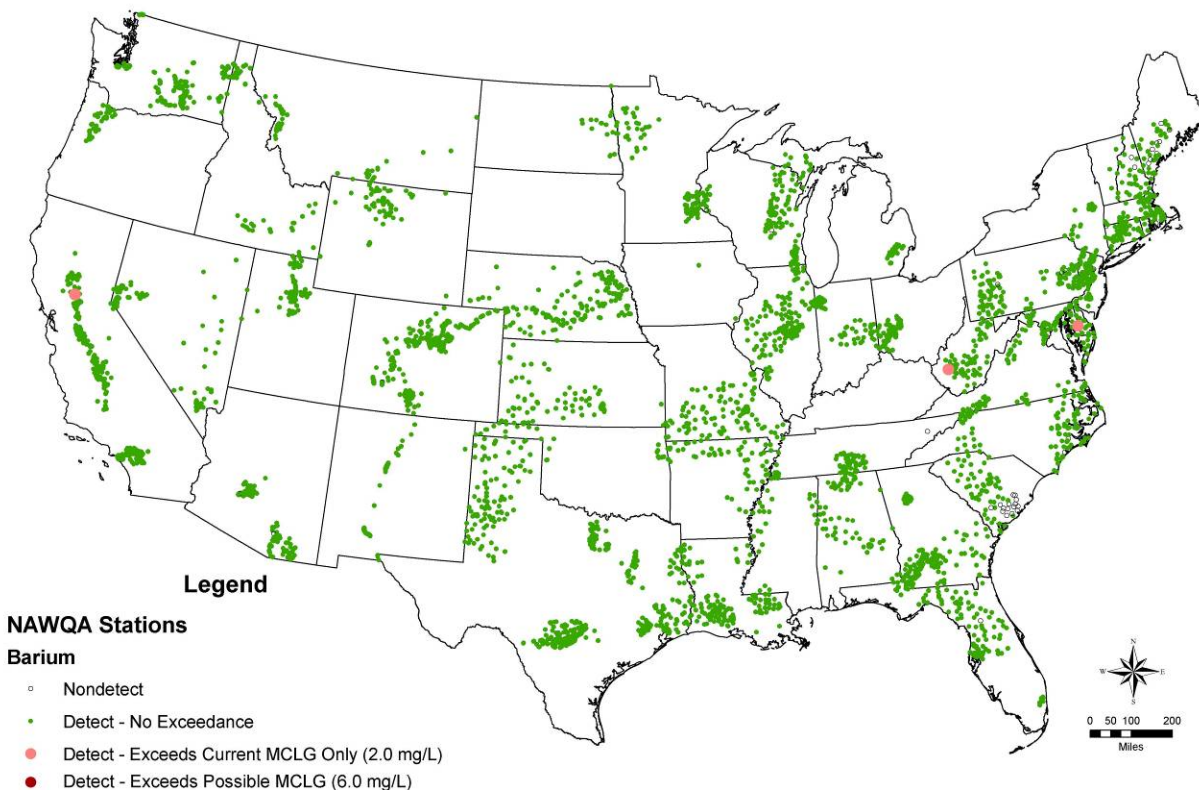 Legend
NAWQA Stations
Barium
Nondetect
Detect - No Exceedance
Detect - Exceeds Current MCLG Only (2.0 mg/L)
Detect - Exceeds Possible MCLG (6.0 mg/L)
N
W E
S
0 50 100 200
Miles